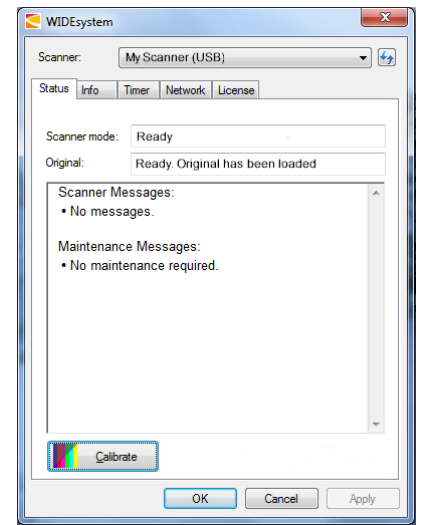 WIDEsystem
Scanner: My Scanner (USB)
Status Info Timer Network License
Scanner mode: Ready
Original: Ready. Original has been loaded
Scanner Messages:
• No messages.
Maintenance Messages:
• No maintenance required.
Calibrate
OK Cancel Apply